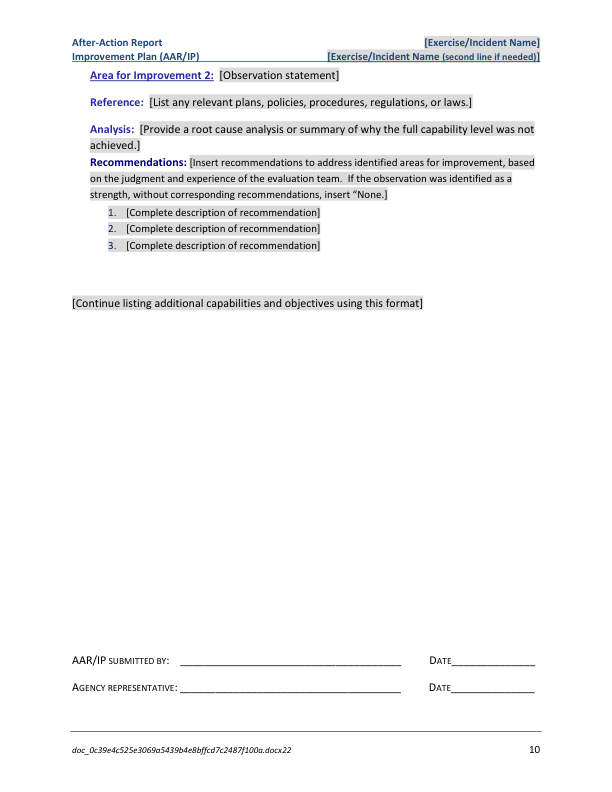 After-Action Report [Exercise/Incident Name]
Improvement Plan (AAR/IP) [Exercise/Incident Name (second line if needed)]
Area for Improvement 2: [Observation statement]
Reference: [List any relevant plans, policies, procedures, regulations, or laws.]
Analysis: [Provide a root cause analysis or summary of why the full capability level was not
achieved.]
Recommendations: [Insert recommendations to address identified areas for improvement, based
on the judgment and experience of the evaluation team. If the observation was identified as a
strength, without corresponding recommendations, insert “None.]
1. [Complete description of recommendation]
2. [Complete description of recommendation]
3. [Complete description of recommendation]
[Continue listing additional capabilities and objectives using this format]
AAR/IP SUBMITTED BY: ____________________________________ DATE______________
AGENCY REPRESENTATIVE: ____________________________________ DATE______________
doc_0c39e4c525e3069a5439b4e8bffcd7c2487f100a.docx22 10